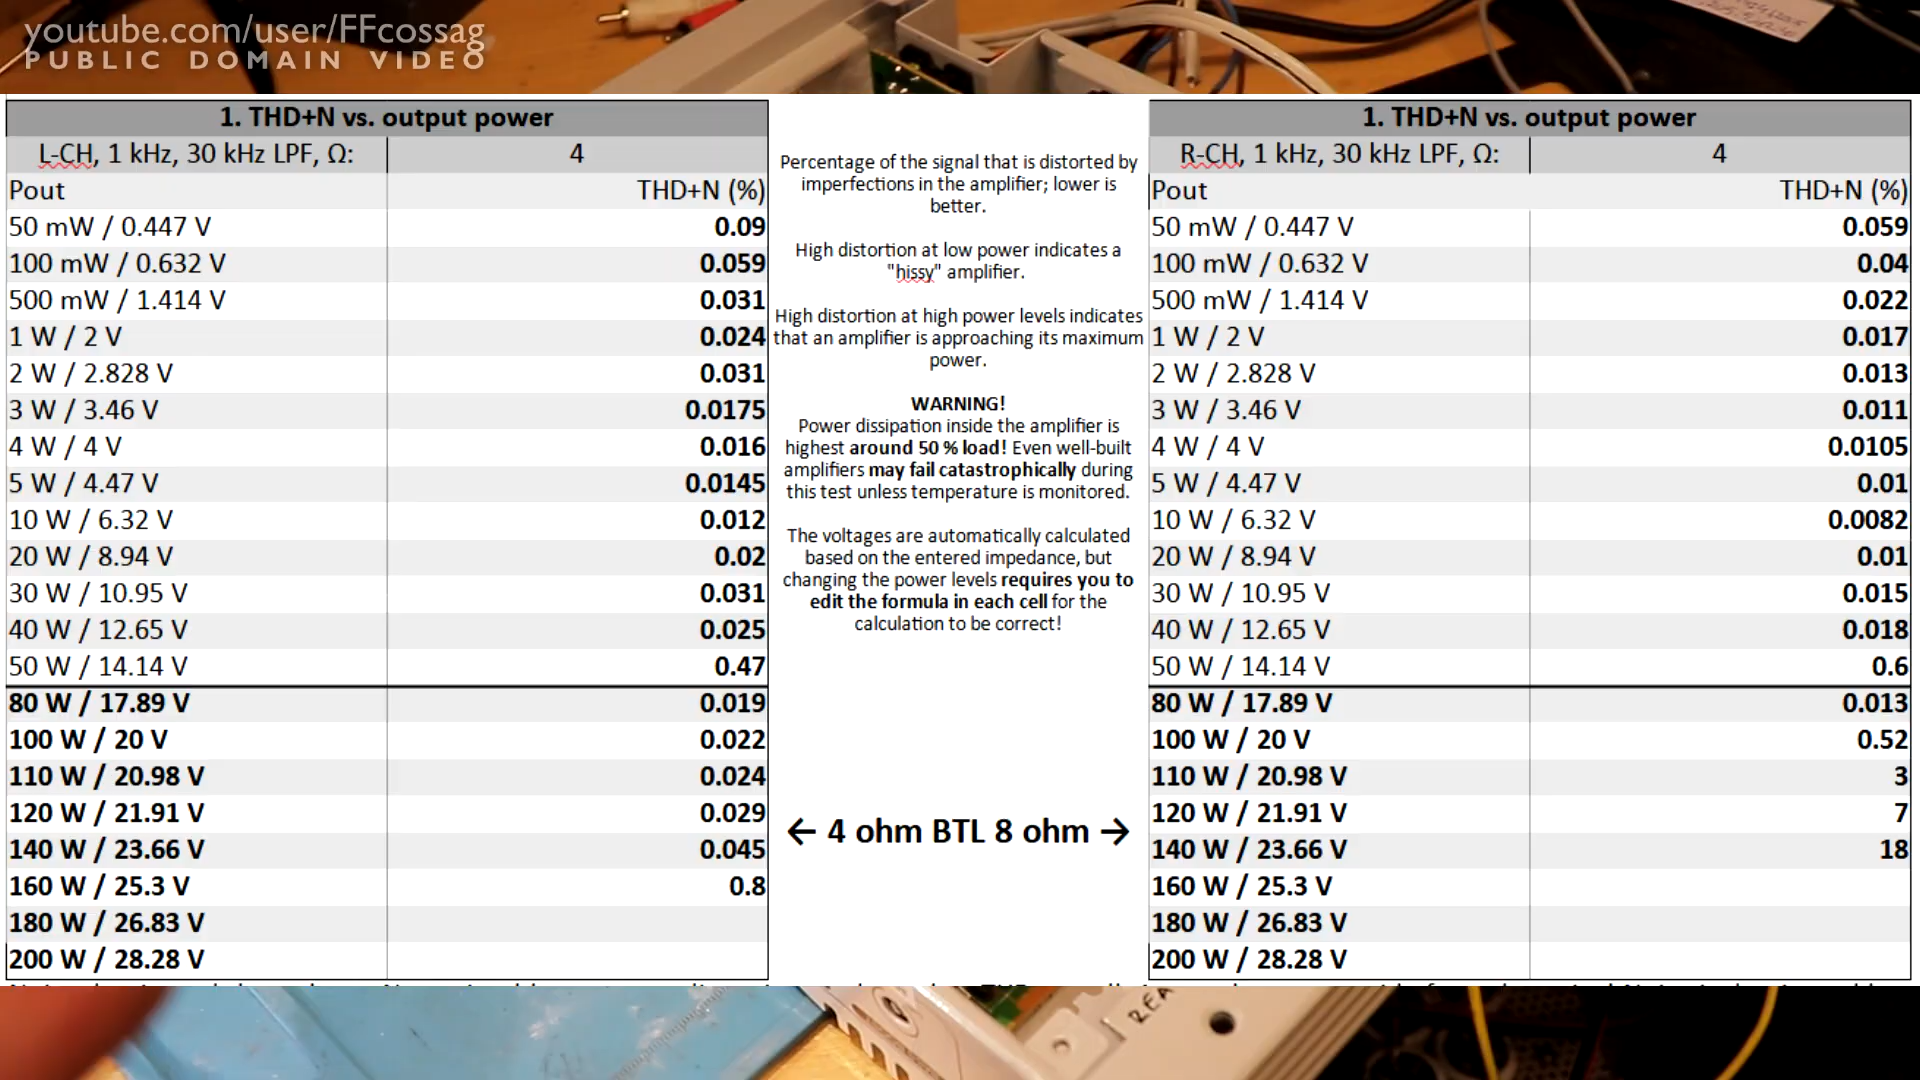 youtube.com/user/FFcossag
PUBLIC DOMAIN VIDEO
1. THD+N vs. output power
L-CH, 1 kHz, 30 kHz LPF, Ω: 4
Pout THD+N (%)
50 mW / 0.447 V 0.09
100 mW / 0.632 V 0.059
500 mW / 1.414 V 0.031
1 W / 2 V 0.024
2 W / 2.828 V 0.031
3 W / 3.46 V 0.0175
4 W / 4 V 0.016
5 W / 4.47 V 0.0145
10 W / 6.32 V 0.012
20 W / 8.94 V 0.02
30 W / 10.95 V 0.031
40 W / 12.65 V 0.025
50 W / 14.14 V 0.47
80 W / 17.89 V 0.019
100 W / 20 V 0.022
110 W / 20.98 V 0.024
120 W / 21.91 V 0.029
140 W / 23.66 V 0.045
160 W / 25.3 V 0.8
180 W / 26.83 V
200 W / 28.28 V
Percentage of the signal that is distorted by
imperfections in the amplifier; lower is
better.
High distortion at low power indicates a
"hissy" amplifier.
High distortion at high power levels indicates
that an amplifier is approaching its maximum
power.
WARNING!
Power dissipation inside the amplifier is
highest around 50 % load! Even well-built
amplifiers may fail catastrophically during
this test unless temperature is monitored.
The voltages are automatically calculated
based on the entered impedance, but
changing the power levels requires you to
edit the formula in each cell for the
calculation to be correct!
← 4 ohm BTL 8 ohm →
1. THD+N vs. output power
R-CH, 1 kHz, 30 kHz LPF, Ω: 4
Pout THD+N (%)
50 mW / 0.447 V 0.059
100 mW / 0.632 V 0.04
500 mW / 1.414 V 0.022
1 W / 2 V 0.017
2 W / 2.828 V 0.013
3 W / 3.46 V 0.011
4 W / 4 V 0.0105
5 W / 4.47 V 0.01
10 W / 6.32 V 0.0082
20 W / 8.94 V 0.01
30 W / 10.95 V 0.015
40 W / 12.65 V 0.018
50 W / 14.14 V 0.6
80 W / 17.89 V 0.013
100 W / 20 V 0.52
110 W / 20.98 V 3
120 W / 21.91 V 7
140 W / 23.66 V 18
160 W / 25.3 V
180 W / 26.83 V
200 W / 28.28 V